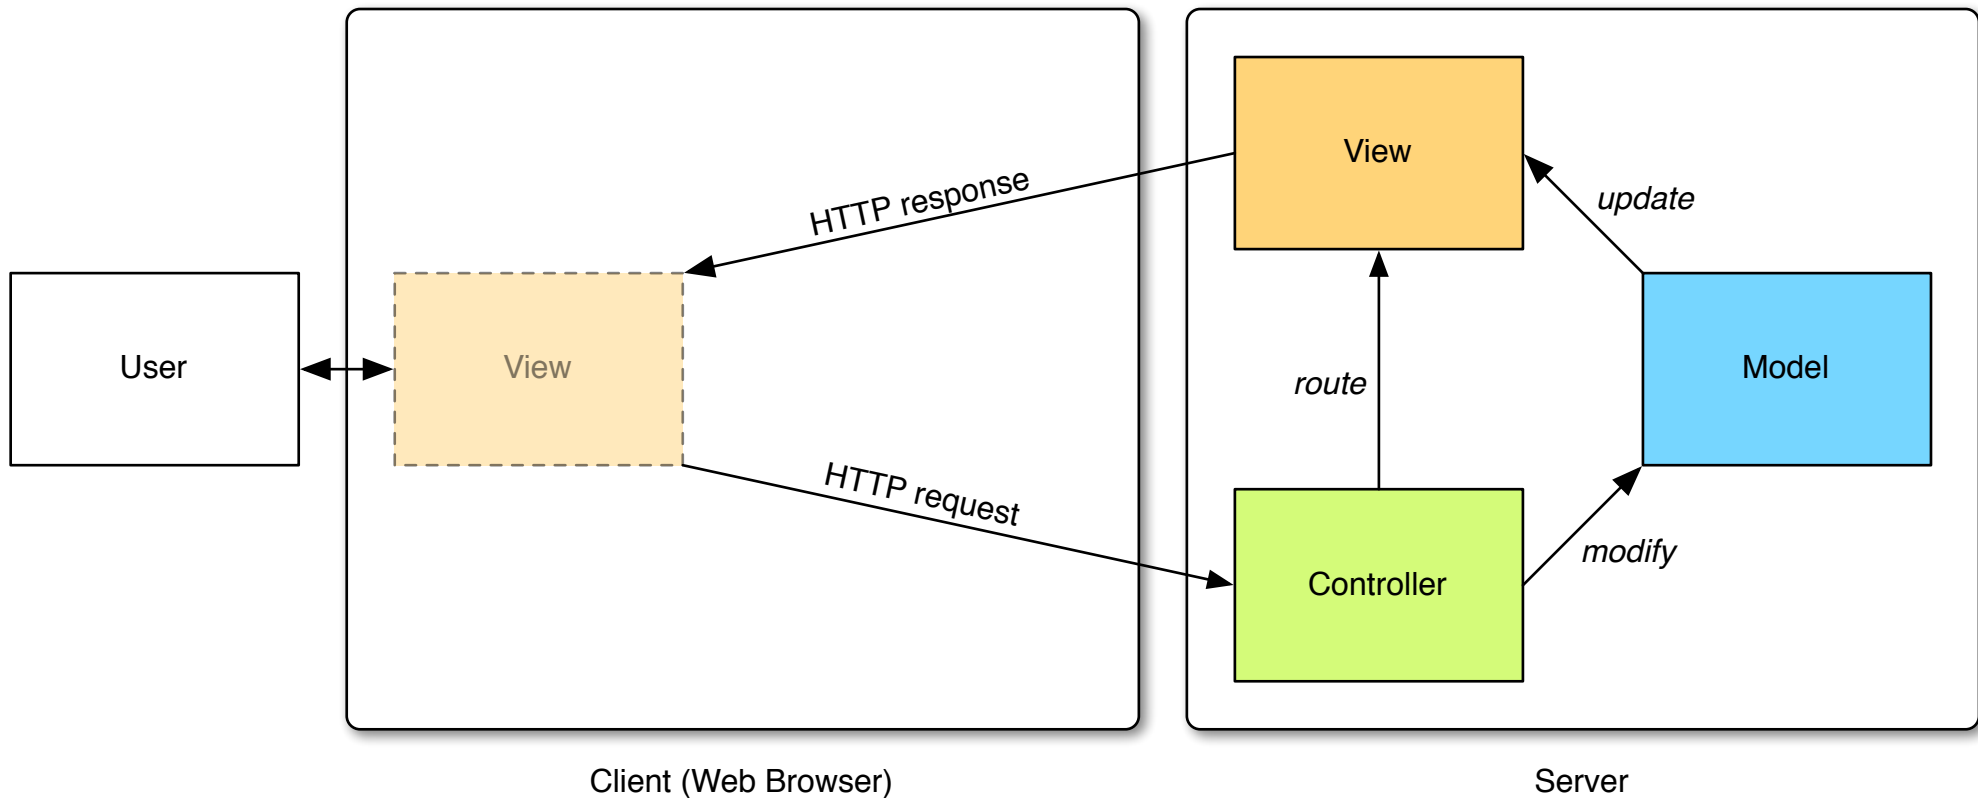 View
HTTP response
update
User
View
route
Model
HTTP request
modify
Controller
Client (Web Browser)
Server